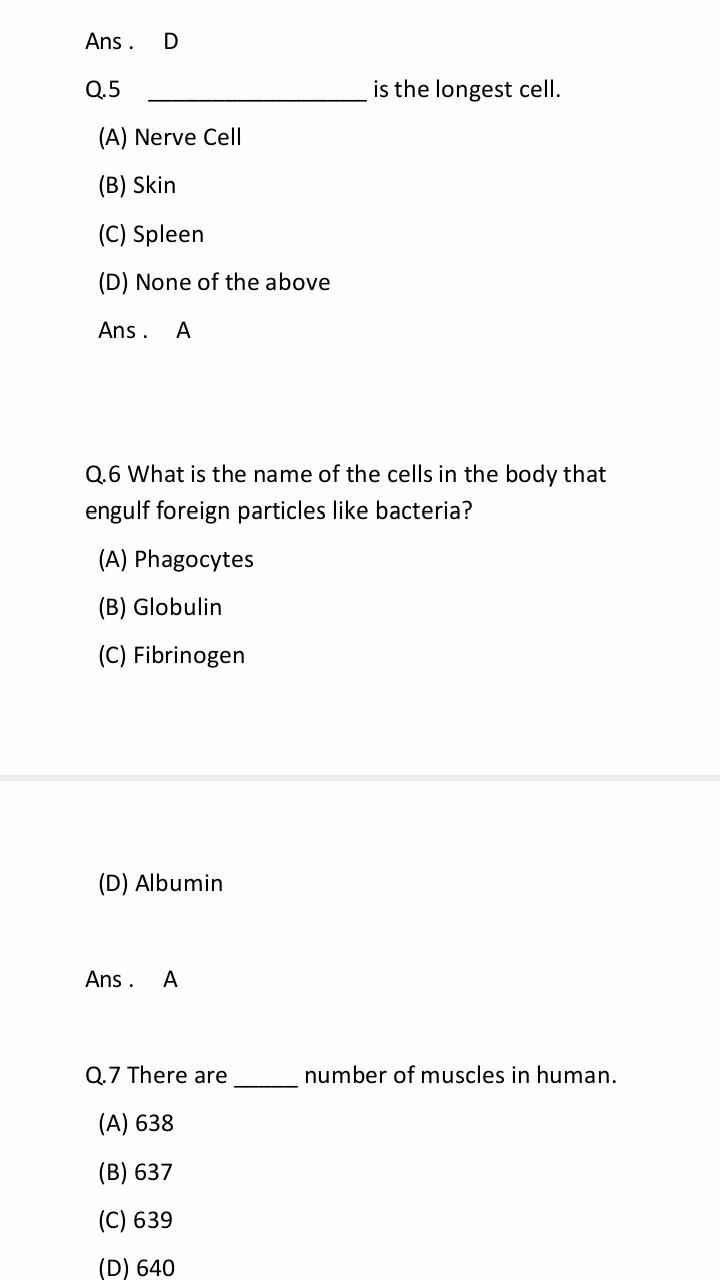 Ans .    D
Q.5    _________________ is the longest cell.
(A) Nerve Cell
(B) Skin
(C) Spleen
(D) None of the above
Ans .    A
Q.6 What is the name of the cells in the body that
engulf foreign particles like bacteria?
(A) Phagocytes
(B) Globulin
(C) Fibrinogen
(D) Albumin
Ans .    A
Q.7 There are _____ number of muscles in human.
(A) 638
(B) 637
(C) 639
(D) 640